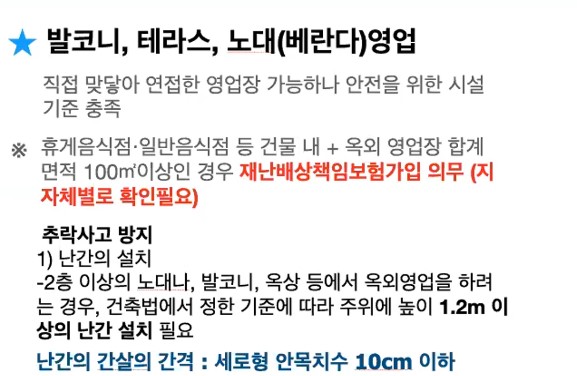 ★ 발코니, 테라스, 노대(베란다)영업
직접 맞닿아 연접한 영업장 가능하나 안전을 위한 시설
기준 충족
※ 휴게음식점·일반음식점 등 건물 내 + 옥외 영업장 합계
면적 100㎡이상인 경우 재난배상책임보험가입 의무 (지
자체별로 확인필요)
추락사고 방지
1) 난간의 설치
-2층 이상의 노대나, 발코니, 옥상 등에서 옥외영업을 하려
는 경우, 건축법에서 정한 기준에 따라 주위에 높이 1.2m 이
상의 난간 설치 필요
난간의 간살의 간격 : 세로형 안목치수 10cm 이하